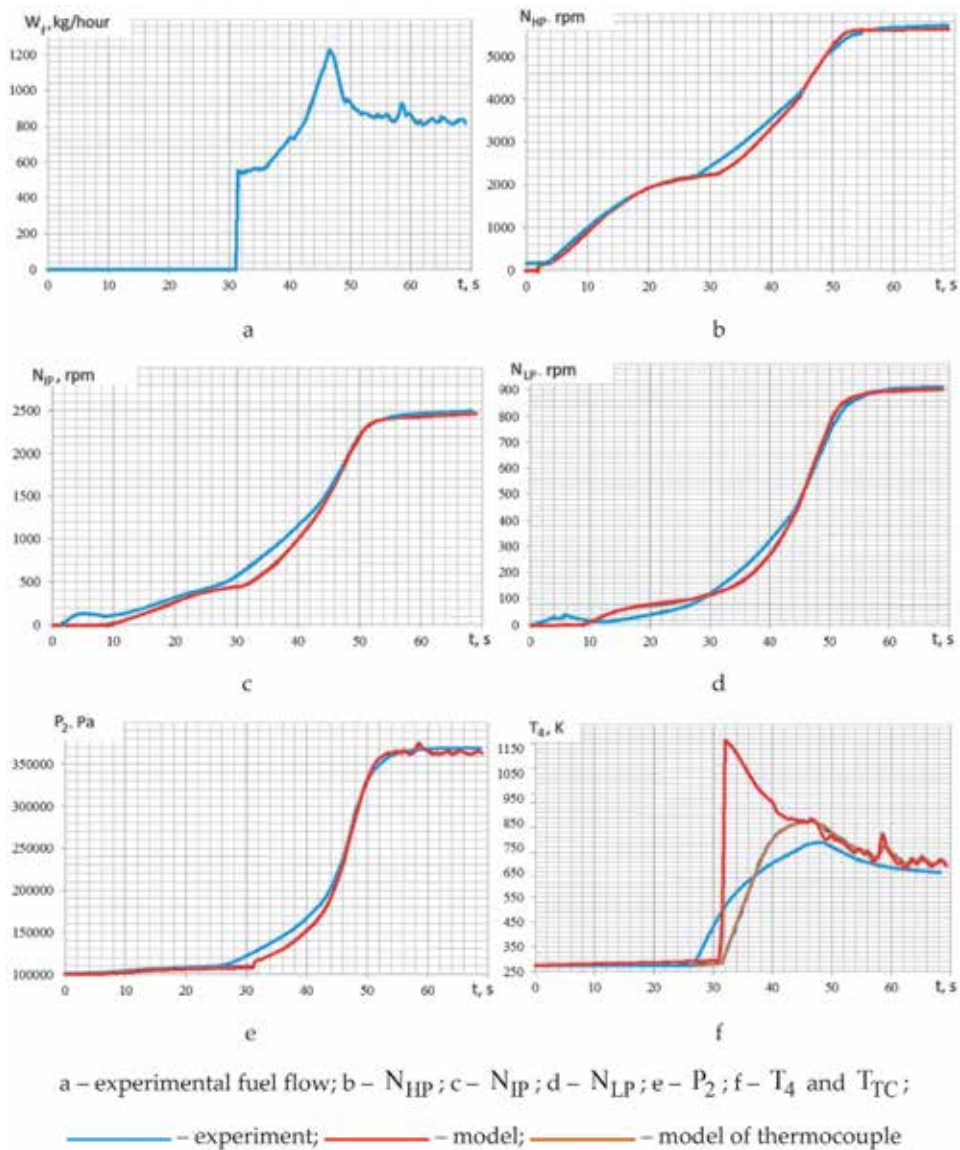 W_f, kg/hour
1200
1000
800
600
400
200
0
0 10 20 30 40 50 60 t, s
a
N_HP. rpm
5000
4000
3000
2000
1000
0
0 10 20 30 40 50 60 t, s
b
N_IP, rpm
2500
2000
1500
1000
500
0
0 10 20 30 40 50 60 t, s
c
N_LP. rpm
900
800
700
600
500
400
300
200
100
0
0 10 20 30 40 50 60 t, s
d
P_2. Pa
350000
300000
250000
200000
150000
100000
0 10 20 30 40 50 60 t, s
e
T_4, K
1150
1050
950
850
750
650
550
450
350
250
0 10 20 30 40 50 60 t, s
f
a – experimental fuel flow; b – N_HP ; c – N_IP ; d – N_LP ; e – P_2 ; f – T_4 and T_TC ;
– experiment; – model; – model of thermocouple